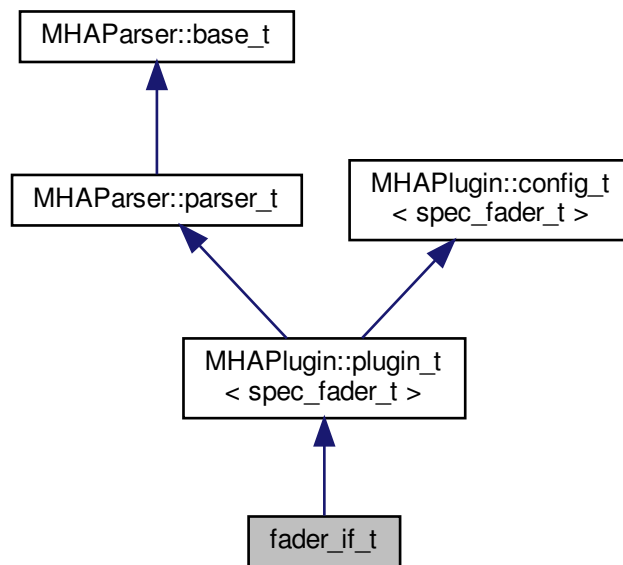 MHAParser::base_t
MHAParser::parser_t
MHAPlugin::config_t
< spec_fader_t >
MHAPlugin::plugin_t
< spec_fader_t >
fader_if_t